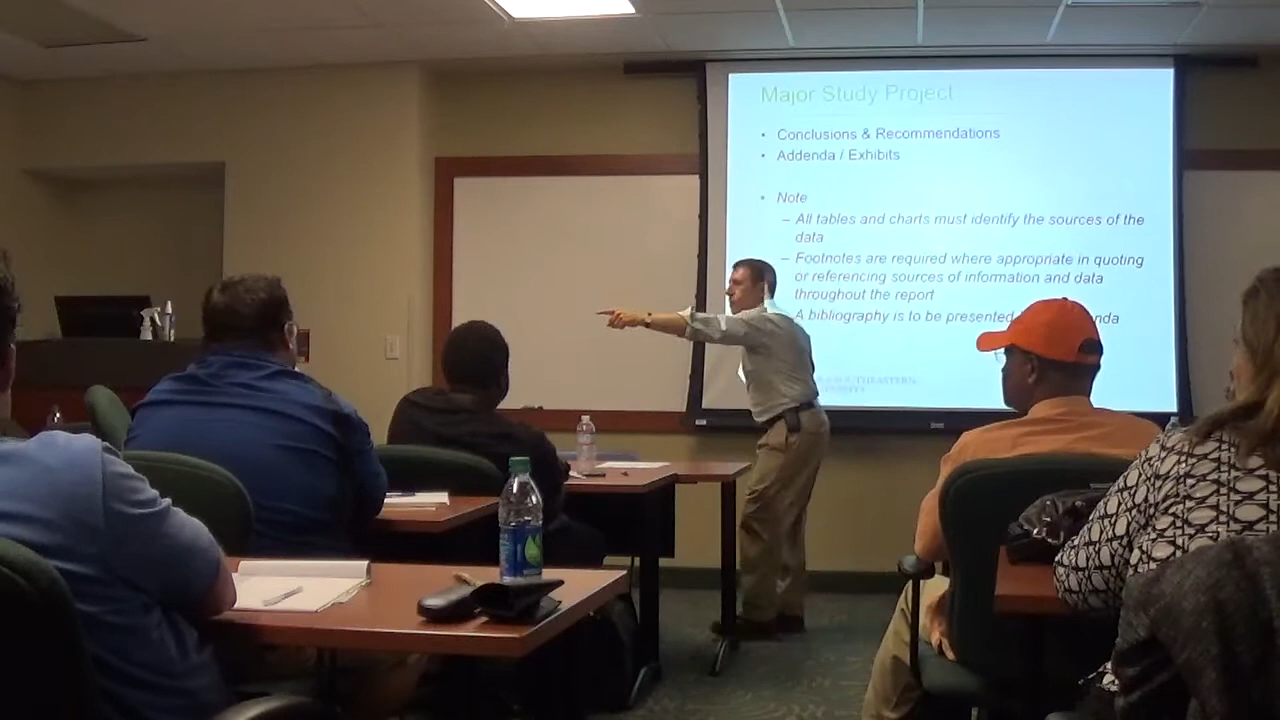 Major Study Project
• Conclusions & Recommendations
• Addenda / Exhibits
• Note
– All tables and charts must identify the sources of the
data
– Footnotes are required where appropriate in quoting
or referencing sources of information and data
throughout the report
A bibliography is to be presented
SOUTHEASTERN